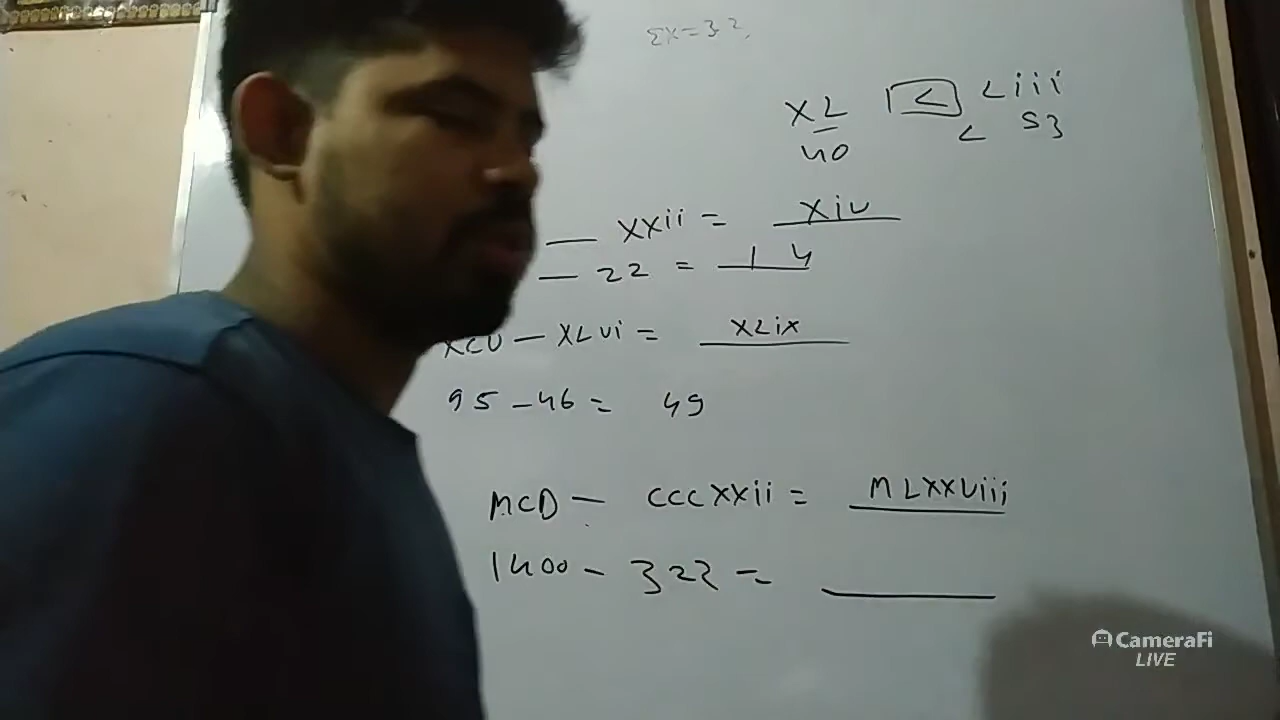 ΣX=32,
XL < Liii
40 < 53
— XXii = Xiv
— 22 = 14
XCV — XLVi = XLiX
95 - 46 = 49
MCD — CCCXXii = MLXXViii
1400 - 322 =
CameraFi
LIVE